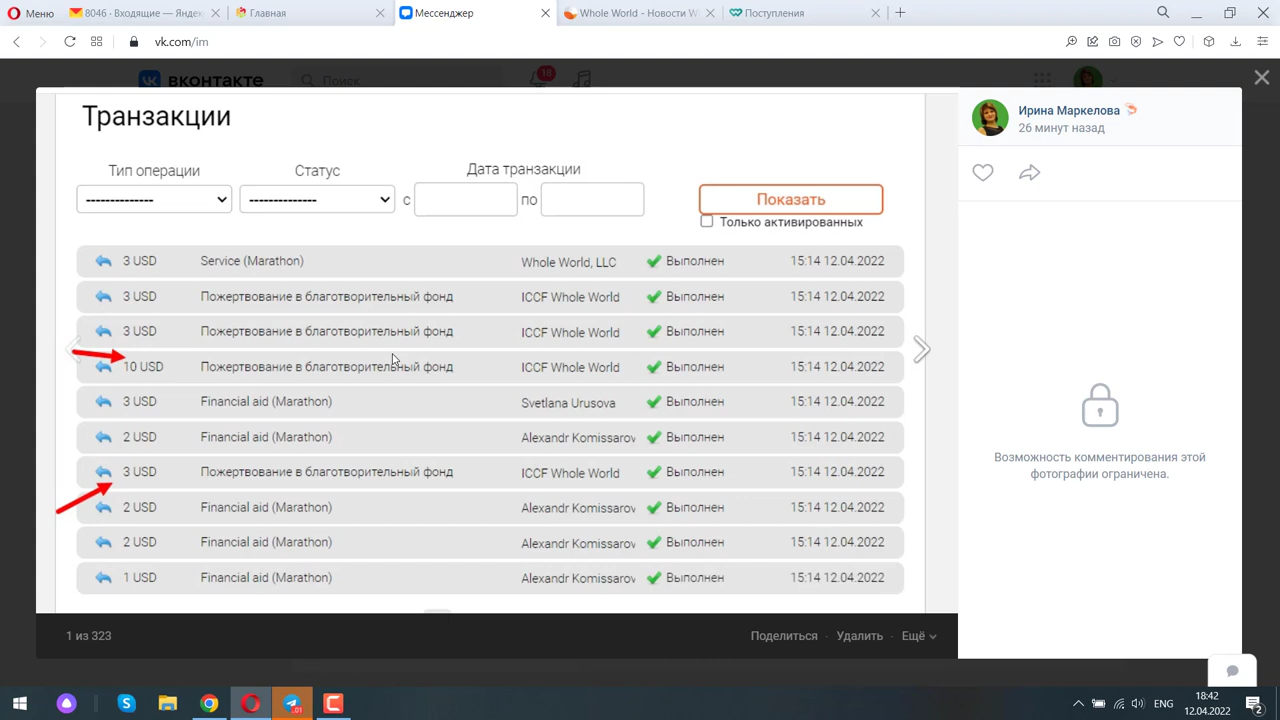 Меню
8046 · Входящие — Яндек
Главная
Мессенджер
Whole World - Новости W
Поступления
vk.com/im
вконтакте
Поиск
18
Ирина Маркелова
26 минут назад
Транзакции
Тип операции
Статус
Дата транзакции
--------------
--------------
с
по
Показать
Только активированных
3 USD Service (Marathon) Whole World, LLC Выполнен 15:14 12.04.2022
3 USD Пожертвование в благотворительный фонд ICCF Whole World Выполнен 15:14 12.04.2022
3 USD Пожертвование в благотворительный фонд ICCF Whole World Выполнен 15:14 12.04.2022
10 USD Пожертвование в благотворительный фонд ICCF Whole World Выполнен 15:14 12.04.2022
3 USD Financial aid (Marathon) Svetlana Urusova Выполнен 15:14 12.04.2022
2 USD Financial aid (Marathon) Alexandr Komissarov Выполнен 15:14 12.04.2022
3 USD Пожертвование в благотворительный фонд ICCF Whole World Выполнен 15:14 12.04.2022
2 USD Financial aid (Marathon) Alexandr Komissarov Выполнен 15:14 12.04.2022
2 USD Financial aid (Marathon) Alexandr Komissarov Выполнен 15:14 12.04.2022
1 USD Financial aid (Marathon) Alexandr Komissarov Выполнен 15:14 12.04.2022
Возможность комментирования этой
фотографии ограничена.
1 из 323
Поделиться · Удалить · Ещё
ENG
18:42
12.04.2022
2